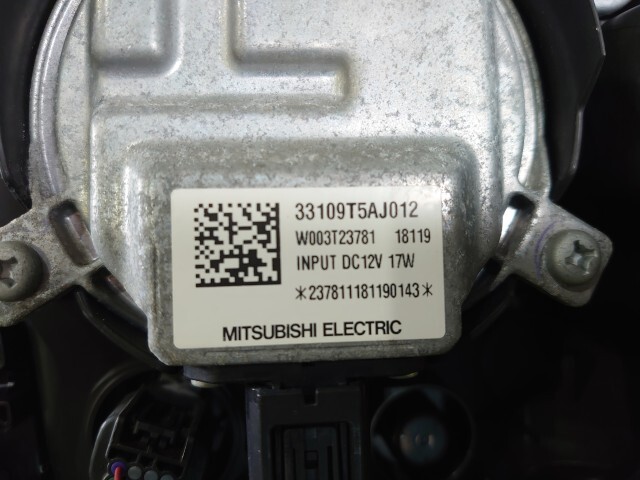 33109T5AJ012
W003T23781 18119
INPUT DC12V 17W
*237811181190143*
MITSUBISHI ELECTRIC